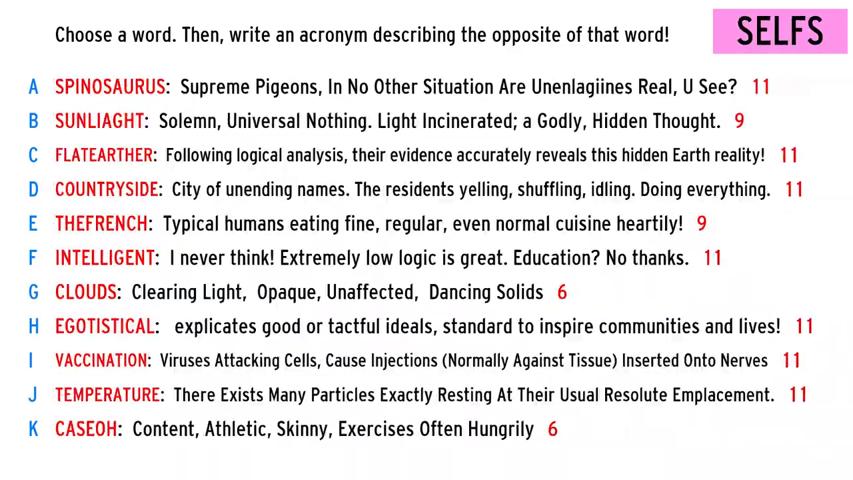 Choose a word. Then, write an acronym describing the opposite of that word!
SELFS
A SPINOSAURUS: Supreme Pigeons, In No Other Situation Are Unenlagiines Real, U See? 11
B SUNLIAGHT: Solemn, Universal Nothing. Light Incinerated; a Godly, Hidden Thought. 9
C FLATEARTHER: Following logical analysis, their evidence accurately reveals this hidden Earth reality! 11
D COUNTRYSIDE: City of unending names. The residents yelling, shuffling, idling. Doing everything. 11
E THEFRENCH: Typical humans eating fine, regular, even normal cuisine heartily! 9
F INTELLIGENT: I never think! Extremely low logic is great. Education? No thanks. 11
G CLOUDS: Clearing Light, Opaque, Unaffected, Dancing Solids 6
H EGOTISTICAL: explicates good or tactful ideals, standard to inspire communities and lives! 11
I VACCINATION: Viruses Attacking Cells, Cause Injections (Normally Against Tissue) Inserted Onto Nerves 11
J TEMPERATURE: There Exists Many Particles Exactly Resting At Their Usual Resolute Emplacement. 11
K CASEOH: Content, Athletic, Skinny, Exercises Often Hungrily 6